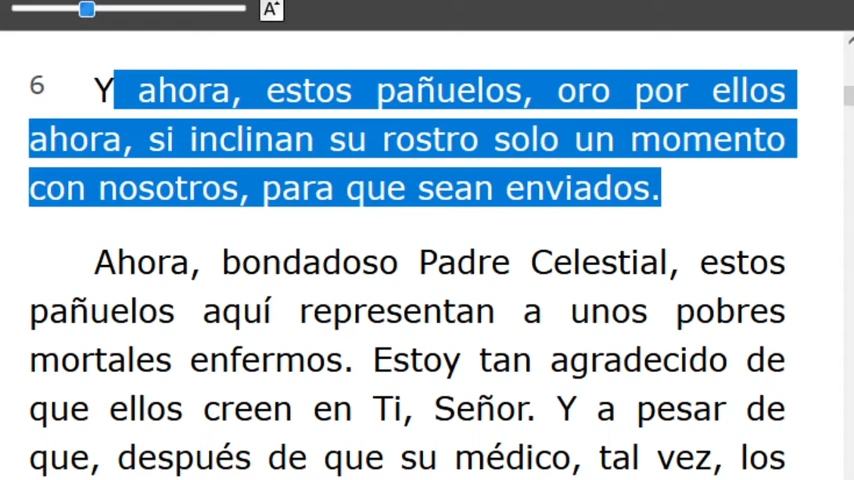 A
6 Y ahora, estos pañuelos, oro por ellos
ahora, si inclinan su rostro solo un momento
con nosotros, para que sean enviados.
Ahora, bondadoso Padre Celestial, estos
pañuelos aquí representan a unos pobres
mortales enfermos. Estoy tan agradecido de
que ellos creen en Ti, Señor. Y a pesar de
que, después de que su médico, tal vez, los